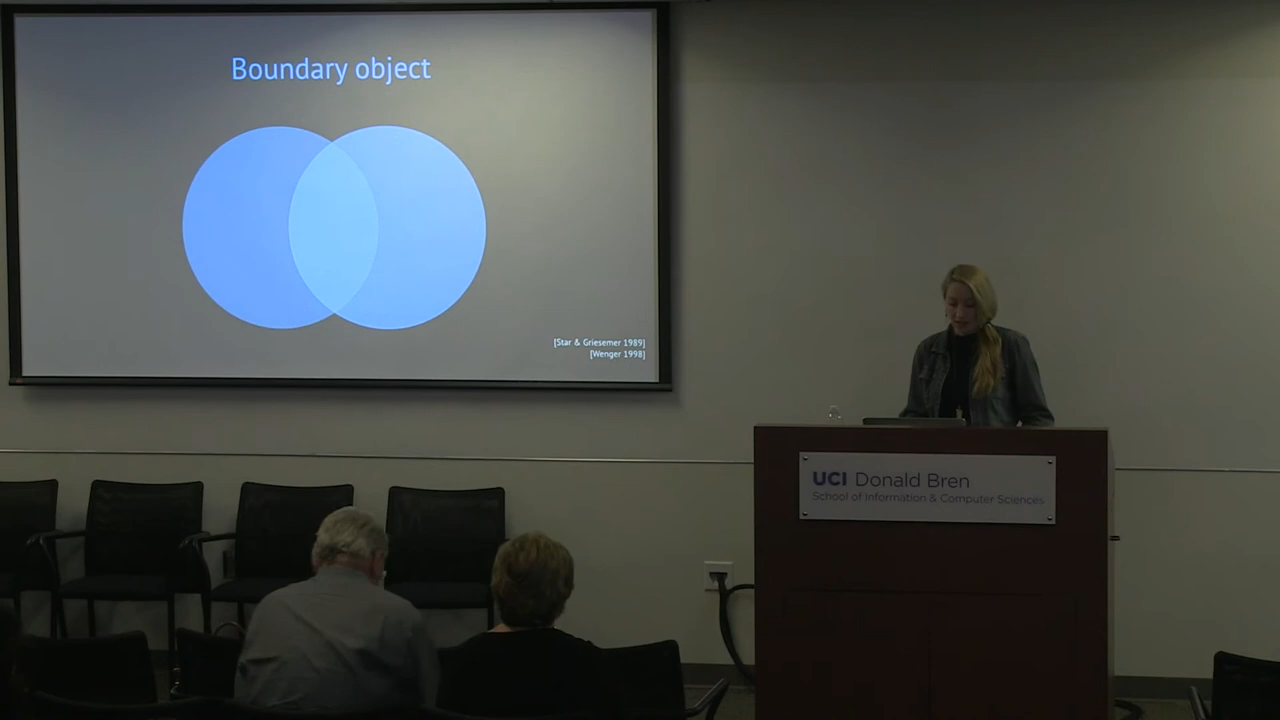 Boundary object
[Star & Griesemer 1989]
[Wenger 1998]
UCI Donald Bren
School of Information & Computer Sciences